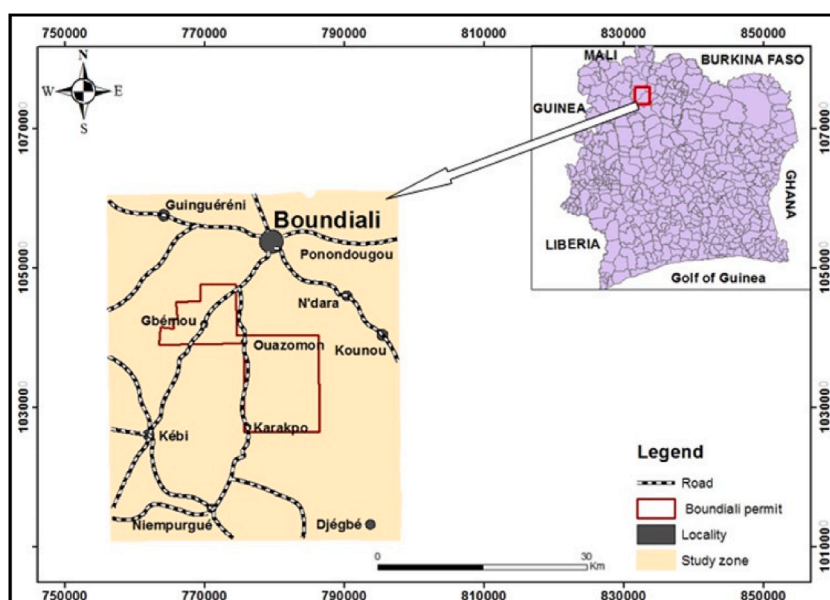 750000 770000 790000 810000 830000 850000
N
W E
S
MALI
BURKINA FASO
GUINEA
GHANA
LIBERIA
Golf of Guinea
1070000
1050000
1030000
1010000
1070000
1050000
1030000
1010000
Guinguéréni
Boundiali
Ponondougou
N'dara
Gbémou
Ouazomon
Kounou
Karakpo
Kébi
Niempurgué
Djégbé
Legend
Road
Boundiali permit
Locality
Study zone
0 30
Km
750000 770000 790000 810000 830000 850000